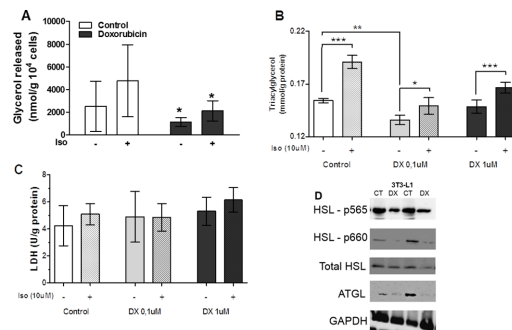 A
Control
Doxorubicin
Glycerol released
(nmol/g 10⁴ cells)
10000
8000
6000
4000
2000
0
* *
Iso - + - +
B
Triacylglycerol
(mmol/g protein)
0.22
0.17
0.12
**
***
*
***
Iso (10uM) - + - + - +
Control DX 0,1uM DX 1uM
C
LDH (U/g protein)
8
6
4
2
0
Iso (10uM) - + - + - +
Control DX 0,1uM DX 1uM
D
3T3-L1
CT DX CT DX
HSL - p565
HSL - p660
Total HSL
ATGL
GAPDH